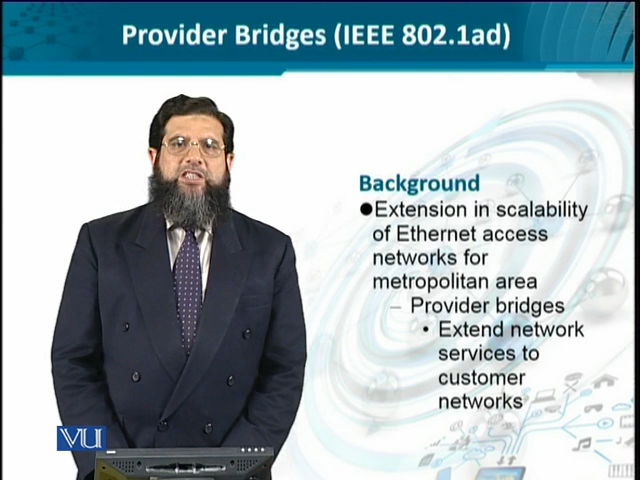 Provider Bridges (IEEE 802.1ad)
Background
●Extension in scalability
of Ethernet access
networks for
metropolitan area
– Provider bridges
• Extend network
services to
customer
networks
VU